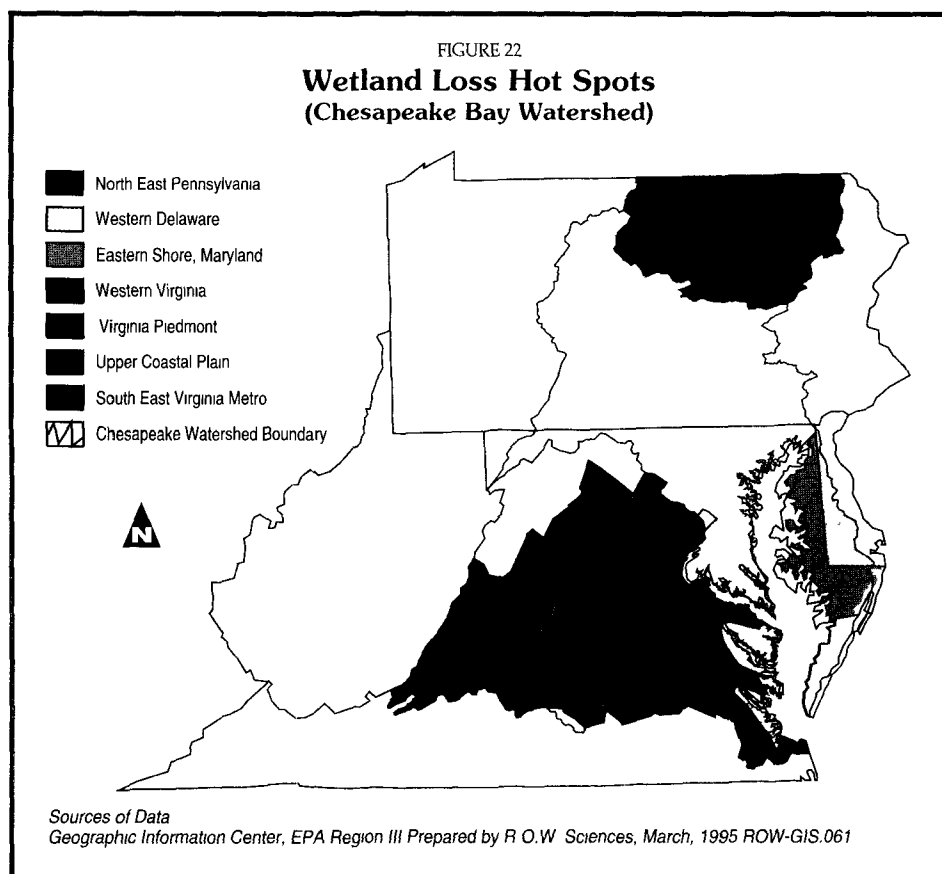 FIGURE 22
Wetland Loss Hot Spots
(Chesapeake Bay Watershed)
North East Pennsylvania
Western Delaware
Eastern Shore, Maryland
Western Virginia
Virginia Piedmont
Upper Coastal Plain
South East Virginia Metro
Chesapeake Watershed Boundary
N
Sources of Data
Geographic Information Center, EPA Region III Prepared by R O.W Sciences, March, 1995 ROW-GIS.061